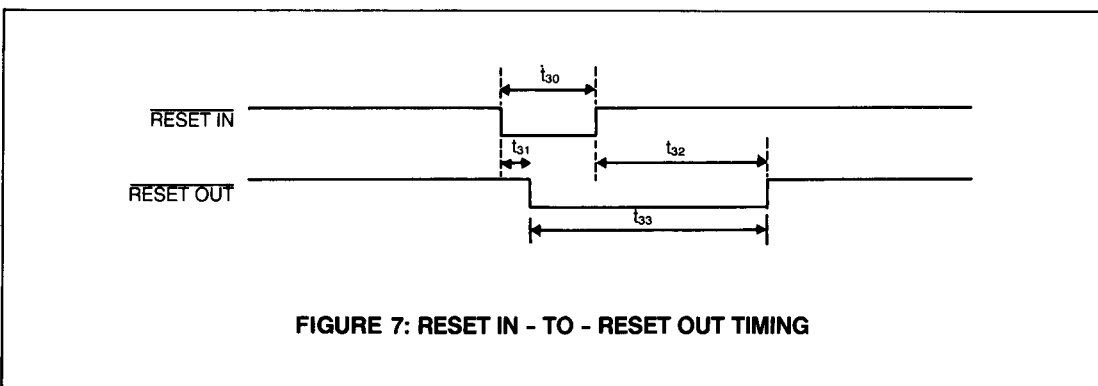 t30
RESET IN
t31
t32
RESET OUT
t33
FIGURE 7: RESET IN - TO - RESET OUT TIMING